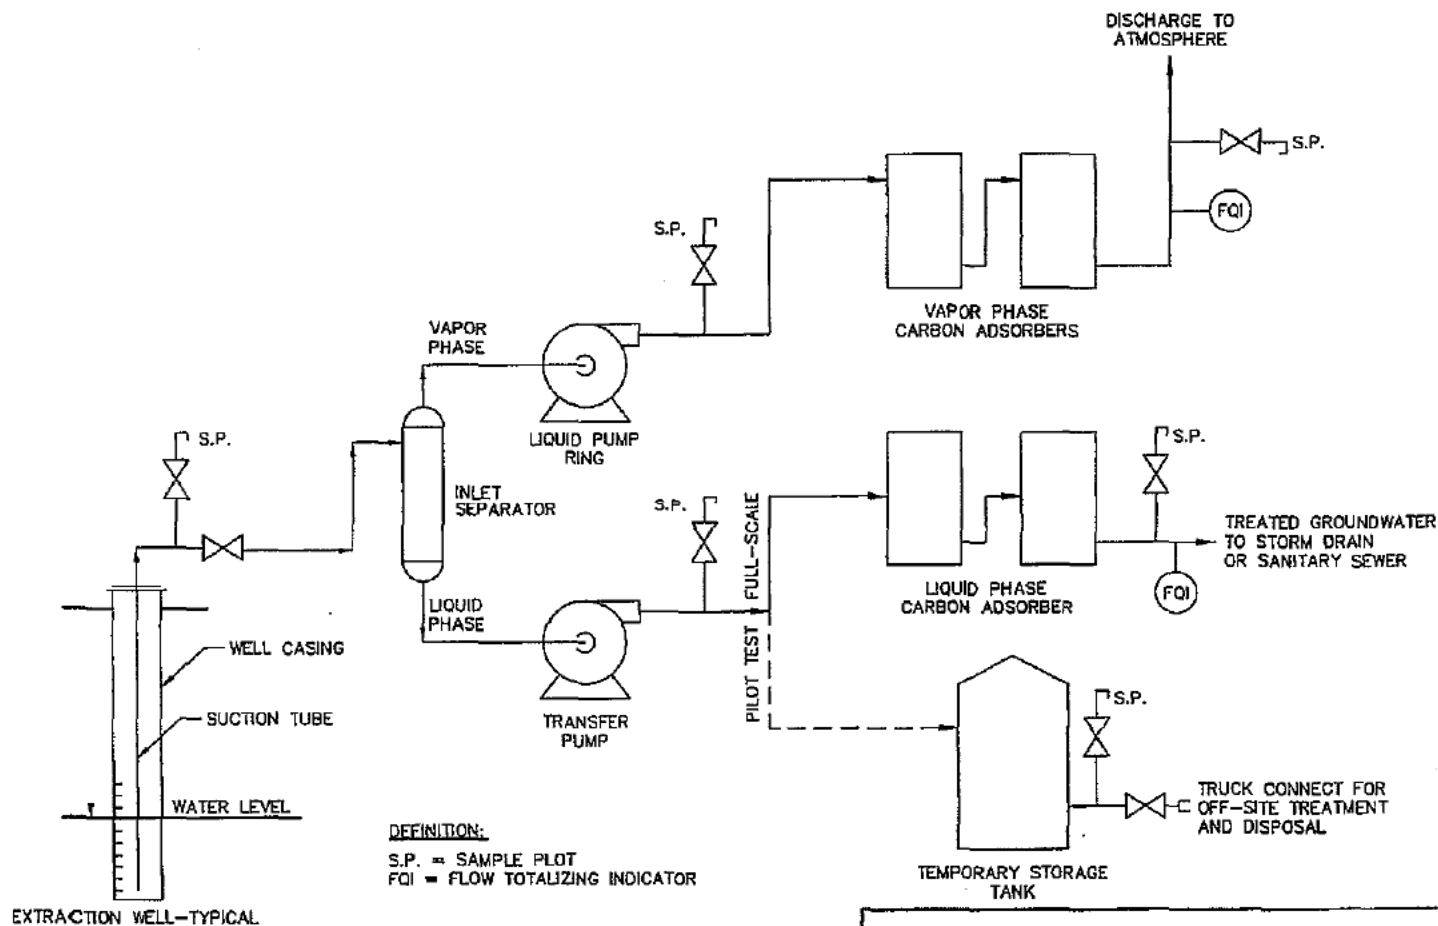 DISCHARGE TO
ATMOSPHERE
S.P.
FQI
S.P.
VAPOR PHASE
CARBON ADSORBERS
VAPOR
PHASE
LIQUID PUMP
RING
S.P.
INLET
SEPARATOR
S.P.
FULL-SCALE
PILOT TEST
S.P.
TREATED GROUNDWATER
TO STORM DRAIN
OR SANITARY SEWER
FQI
LIQUID PHASE
CARBON ADSORBER
LIQUID
PHASE
TRANSFER
PUMP
WELL CASING
SUCTION TUBE
WATER LEVEL
S.P.
TRUCK CONNECT FOR
OFF-SITE TREATMENT
AND DISPOSAL
TEMPORARY STORAGE
TANK
DEFINITION:
S.P. = SAMPLE PLOT
FQI = FLOW TOTALIZING INDICATOR
EXTRACTION WELL-TYPICAL